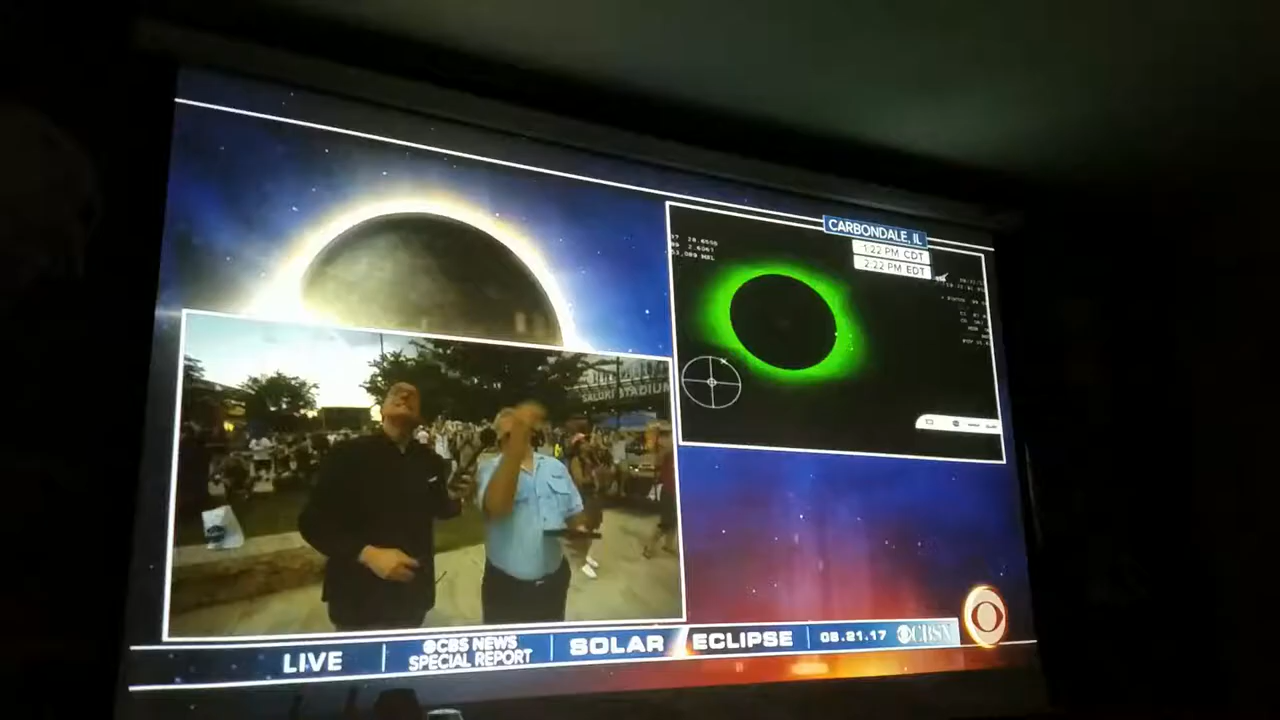 CARBONDALE, IL
1:22 PM CDT
2:22 PM EDT
SALUKI STADIUM
LIVE
CBS NEWS
SPECIAL REPORT
SOLAR ECLIPSE
08.21.17
CBSN